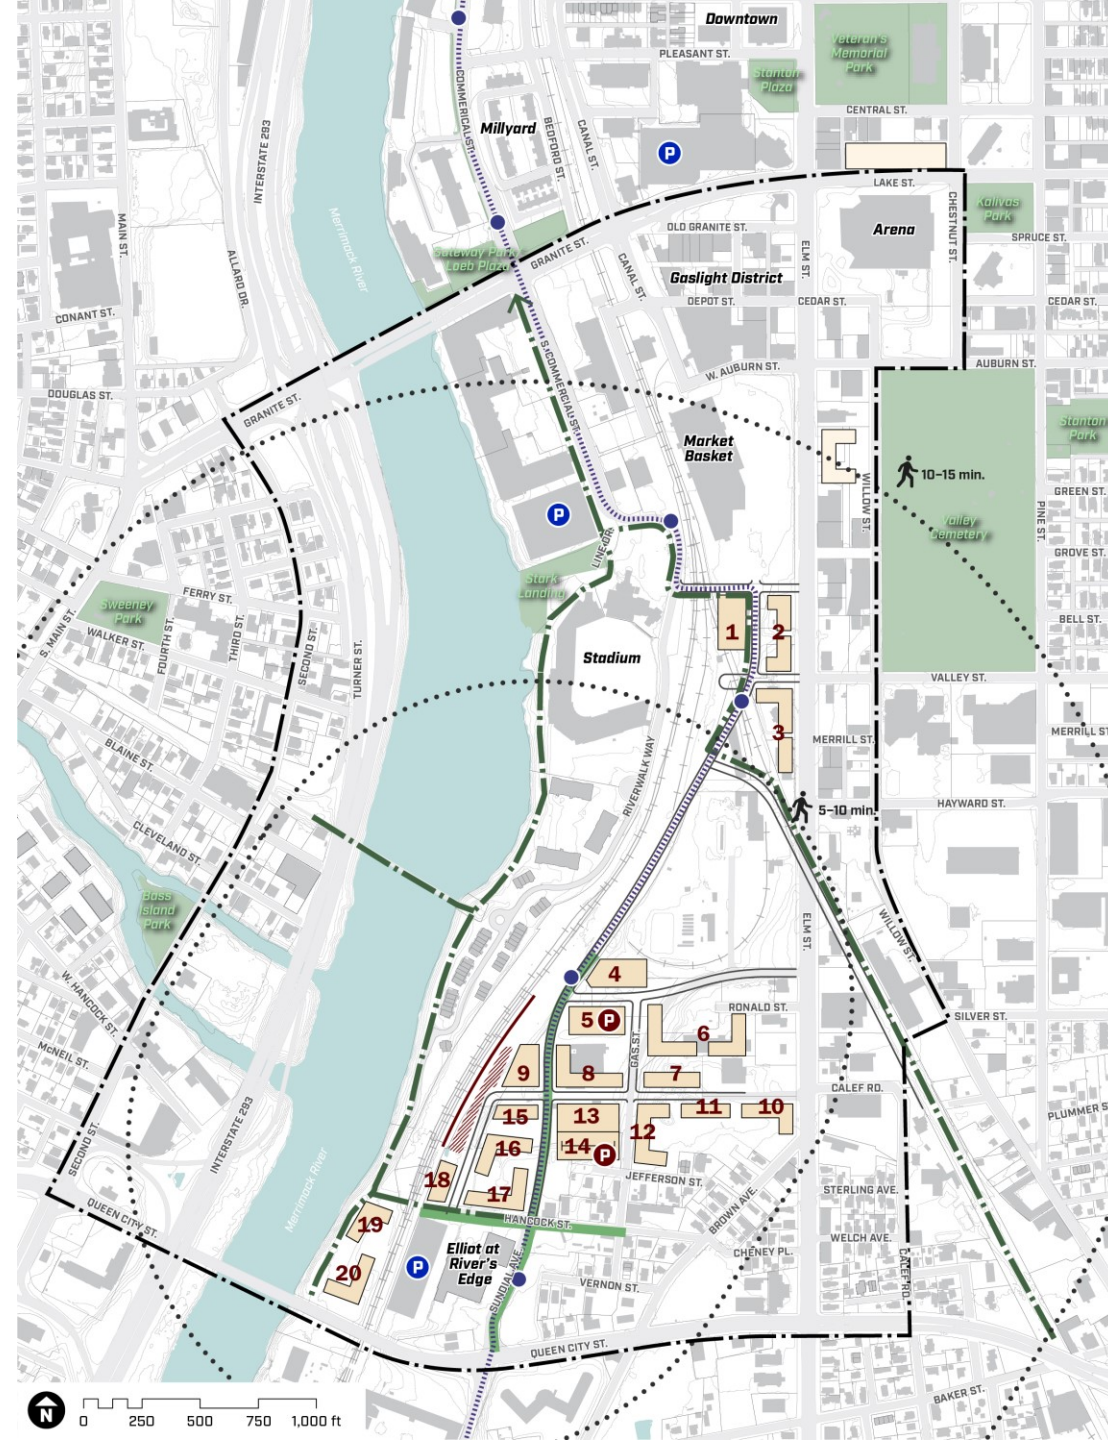 Downtown
PLEASANT ST.
Veteran's
Memorial
Park
Stanton
Plaza
COMMERICAL ST.
Millyard
BEDFORD ST.
CANAL ST.
CENTRAL ST.
P
INTERSTATE 293
LAKE ST.
MAIN ST.
Merrimack River
Kalivas
Park
CHESTNUT ST.
OLD GRANITE ST.
Arena
SPRUCE ST.
ALLARD DR.
Gateway Park
Loeb Plaza
GRANITE ST.
CANAL ST.
Gaslight District
ELM ST.
DEPOT ST.
CEDAR ST.
CEDAR ST.
CONANT ST.
S. COMMERCIAL ST.
W. AUBURN ST.
AUBURN ST.
DOUGLAS ST.
GRANITE ST.
Stanton
Park
Market
Basket
10–15 min.
WILLOW ST.
GREEN ST.
PINE ST.
P
Valley
Cemetery
LINE DR.
GROVE ST.
Stark
Landing
Sweeney
Park
FERRY ST.
S. MAIN ST.
WALKER ST.
FOURTH ST.
THIRD ST.
SECOND ST.
TURNER ST.
BELL ST.
1
2
Stadium
VALLEY ST.
3
MERRILL ST.
MERRILL ST.
BLAINE ST.
RIVERWALK WAY
HAYWARD ST.
5–10 min.
CLEVELAND ST.
Bass
Island
Park
ELM ST.
WILLOW ST.
4
W. HANCOCK ST.
RONALD ST.
SILVER ST.
5 P
6
GAS ST.
MCNEIL ST.
9
8
7
CALEF RD.
15
13
11
10
PLUMMER S
INTERSTATE 293
SECOND ST.
12
16
14 P
18
17
JEFFERSON ST.
STERLING AVE.
Merrimack River
BROWN AVE.
QUEEN CITY ST.
19
HANCOCK ST.
WELCH AVE.
Elliot at
River's
Edge
P
CHENEY PL.
20
SUNDIAL AVE.
VERNON ST.
CALEF RD.
QUEEN CITY ST.
BAKER ST.
N
0 250 500 750 1,000 ft